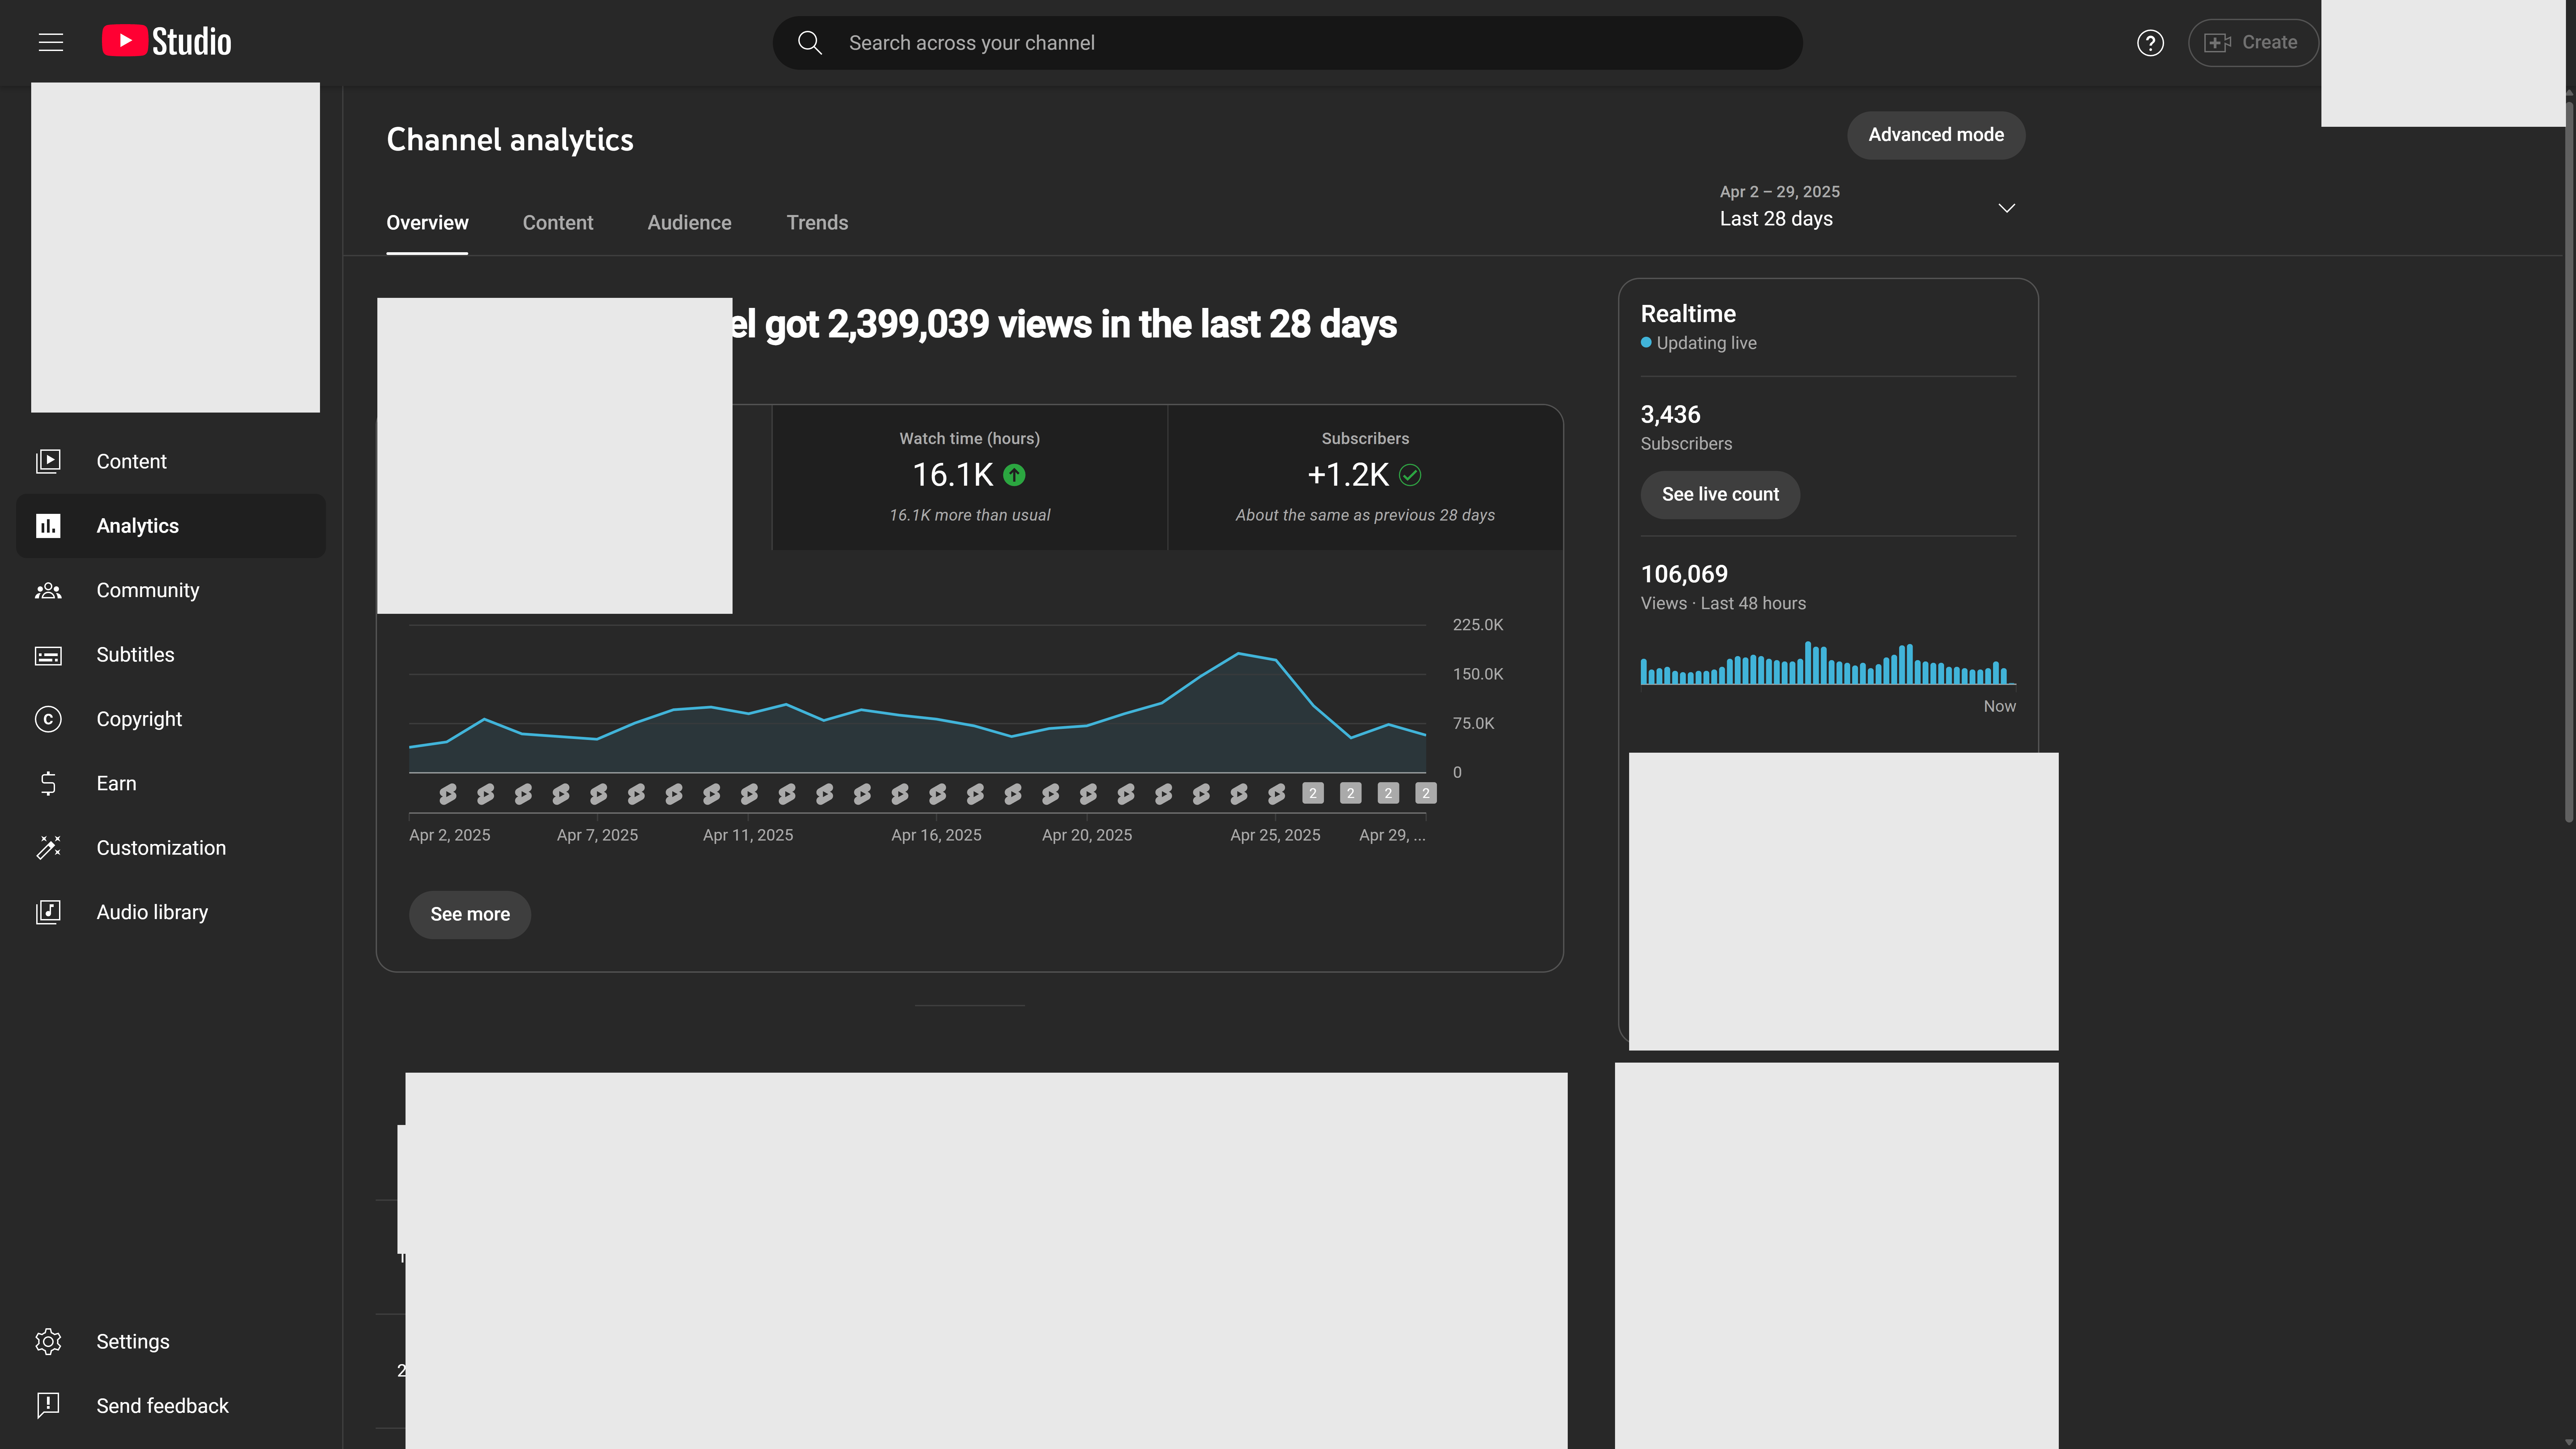 Studio
Search across your channel
Create
Channel analytics
Advanced mode
Overview
Content
Audience
Trends
Apr 2 – 29, 2025
Last 28 days
Content
Analytics
Community
Subtitles
Copyright
Earn
Customization
Audio library
Settings
Send feedback
el got 2,399,039 views in the last 28 days
Watch time (hours)
16.1K
16.1K more than usual
Subscribers
+1.2K
About the same as previous 28 days
225.0K
150.0K
75.0K
0
2 2 2 2
Apr 2, 2025 Apr 7, 2025 Apr 11, 2025 Apr 16, 2025 Apr 20, 2025 Apr 25, 2025 Apr 29, ...
See more
Realtime
Updating live
3,436
Subscribers
See live count
106,069
Views · Last 48 hours
Now
2